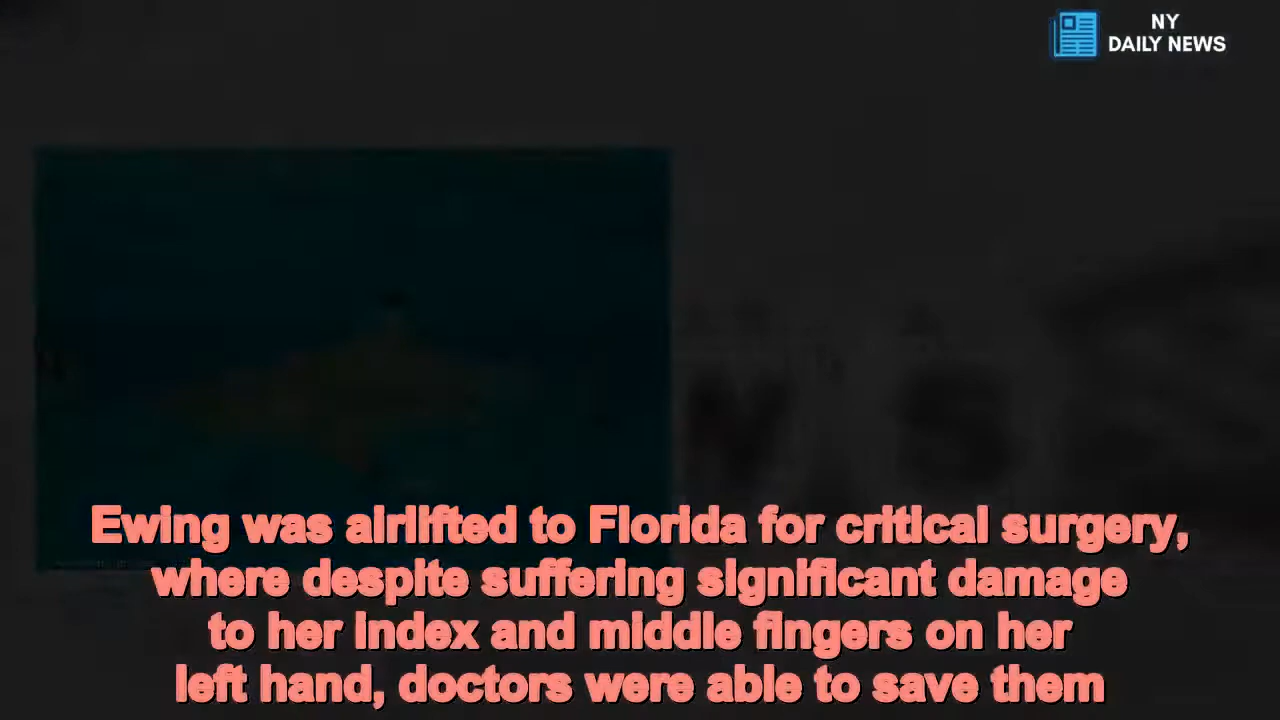 NY
DAILY NEWS
Ewing was airlifted to Florida for critical surgery,
where despite suffering significant damage
to her index and middle fingers on her
left hand, doctors were able to save them